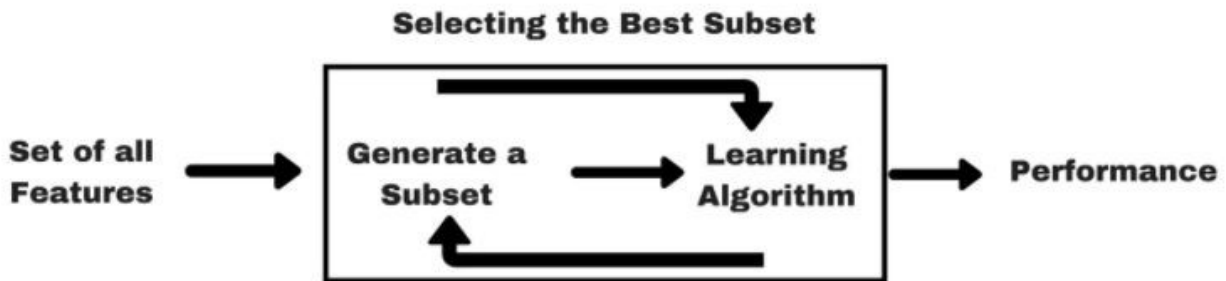 Selecting the Best Subset
Set of all
Features
Generate a
Subset
Learning
Algorithm
Performance